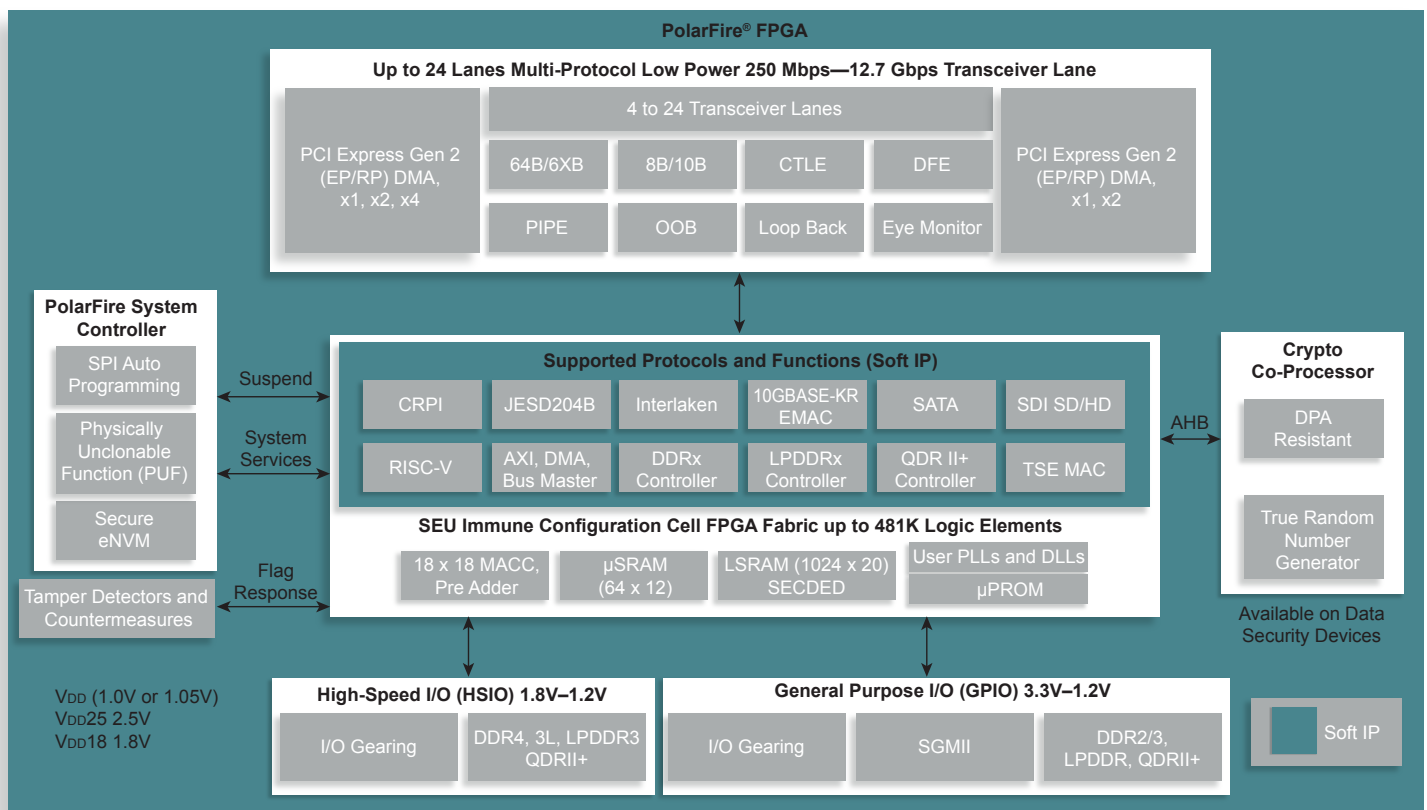 PolarFire® FPGA
Up to 24 Lanes Multi-Protocol Low Power 250 Mbps—12.7 Gbps Transceiver Lane
PCI Express Gen 2
(EP/RP) DMA,
x1, x2, x4
4 to 24 Transceiver Lanes
64B/6XB
8B/10B
CTLE
DFE
PIPE
OOB
Loop Back
Eye Monitor
PCI Express Gen 2
(EP/RP) DMA,
x1, x2
PolarFire System
Controller
SPI Auto
Programming
Physically
Unclonable
Function (PUF)
Secure
eNVM
Tamper Detectors and
Countermeasures
Suspend
System
Services
Flag
Response
Supported Protocols and Functions (Soft IP)
CRPI
JESD204B
Interlaken
10GBASE-KR
EMAC
SATA
SDI SD/HD
RISC-V
AXI, DMA,
Bus Master
DDRx
Controller
LPDDRx
Controller
QDR II+
Controller
TSE MAC
SEU Immune Configuration Cell FPGA Fabric up to 481K Logic Elements
18 x 18 MACC,
Pre Adder
µSRAM
(64 x 12)
LSRAM (1024 x 20)
SECDED
User PLLs and DLLs
µPROM
AHB
Crypto
Co-Processor
DPA
Resistant
True Random
Number
Generator
Available on Data
Security Devices
VDD (1.0V or 1.05V)
VDD25 2.5V
VDD18 1.8V
High-Speed I/O (HSIO) 1.8V–1.2V
I/O Gearing
DDR4, 3L, LPDDR3
QDRII+
General Purpose I/O (GPIO) 3.3V–1.2V
I/O Gearing
SGMII
DDR2/3,
LPDDR, QDRII+
Soft IP